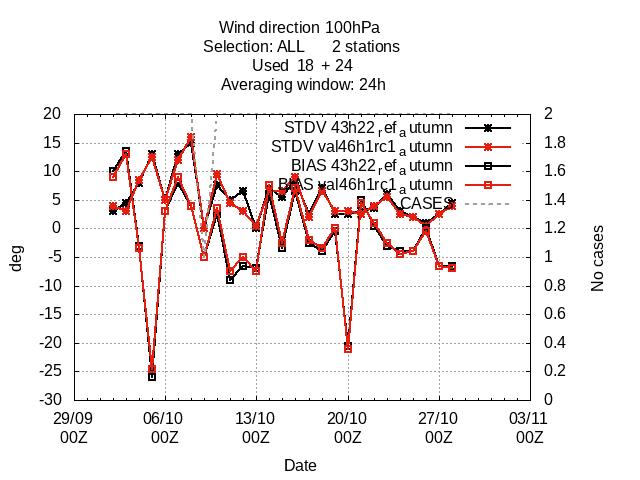 Wind direction 100hPa
Selection: ALL 2 stations
Used 18 + 24
Averaging window: 24h
STDV 43h22_ref_autumn
STDV val46h1rc1_autumn
BIAS 43h22_ref_autumn
BIAS val46h1rc1_autumn
CASES
20
15
10
5
0
-5
-10
-15
-20
-25
-30
deg
2
1.8
1.6
1.4
1.2
1
0.8
0.6
0.4
0.2
0
No cases
29/09 06/10 13/10 20/10 27/10 03/11
00Z 00Z 00Z 00Z 00Z 00Z
Date